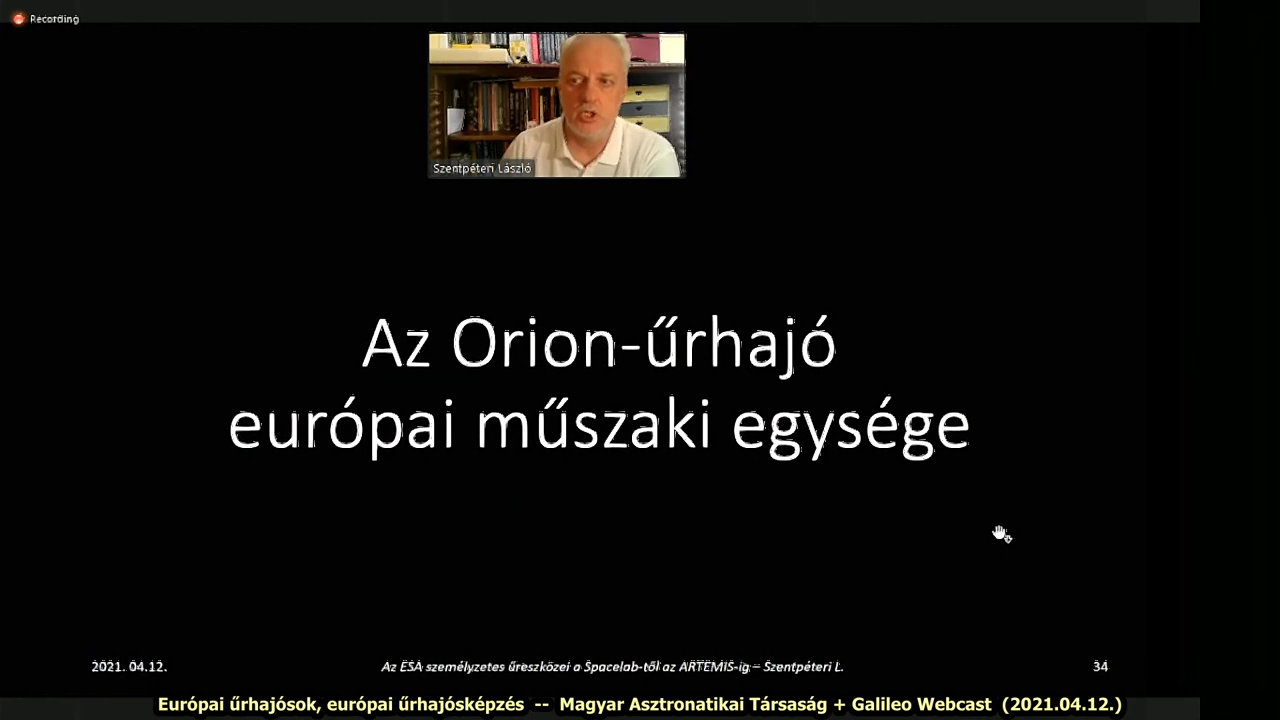 Recording
Szentpéteri László
Az Orion-űrhajó
európai műszaki egysége
2021. 04.12.
Az ESA személyzetes űreszközei a Spacelab-től az ARTEMIS-ig – Szentpéteri L.
34
Európai űrhajósok, európai űrhajósképzés -- Magyar Asztronatikai Társaság + Galileo Webcast (2021.04.12.)